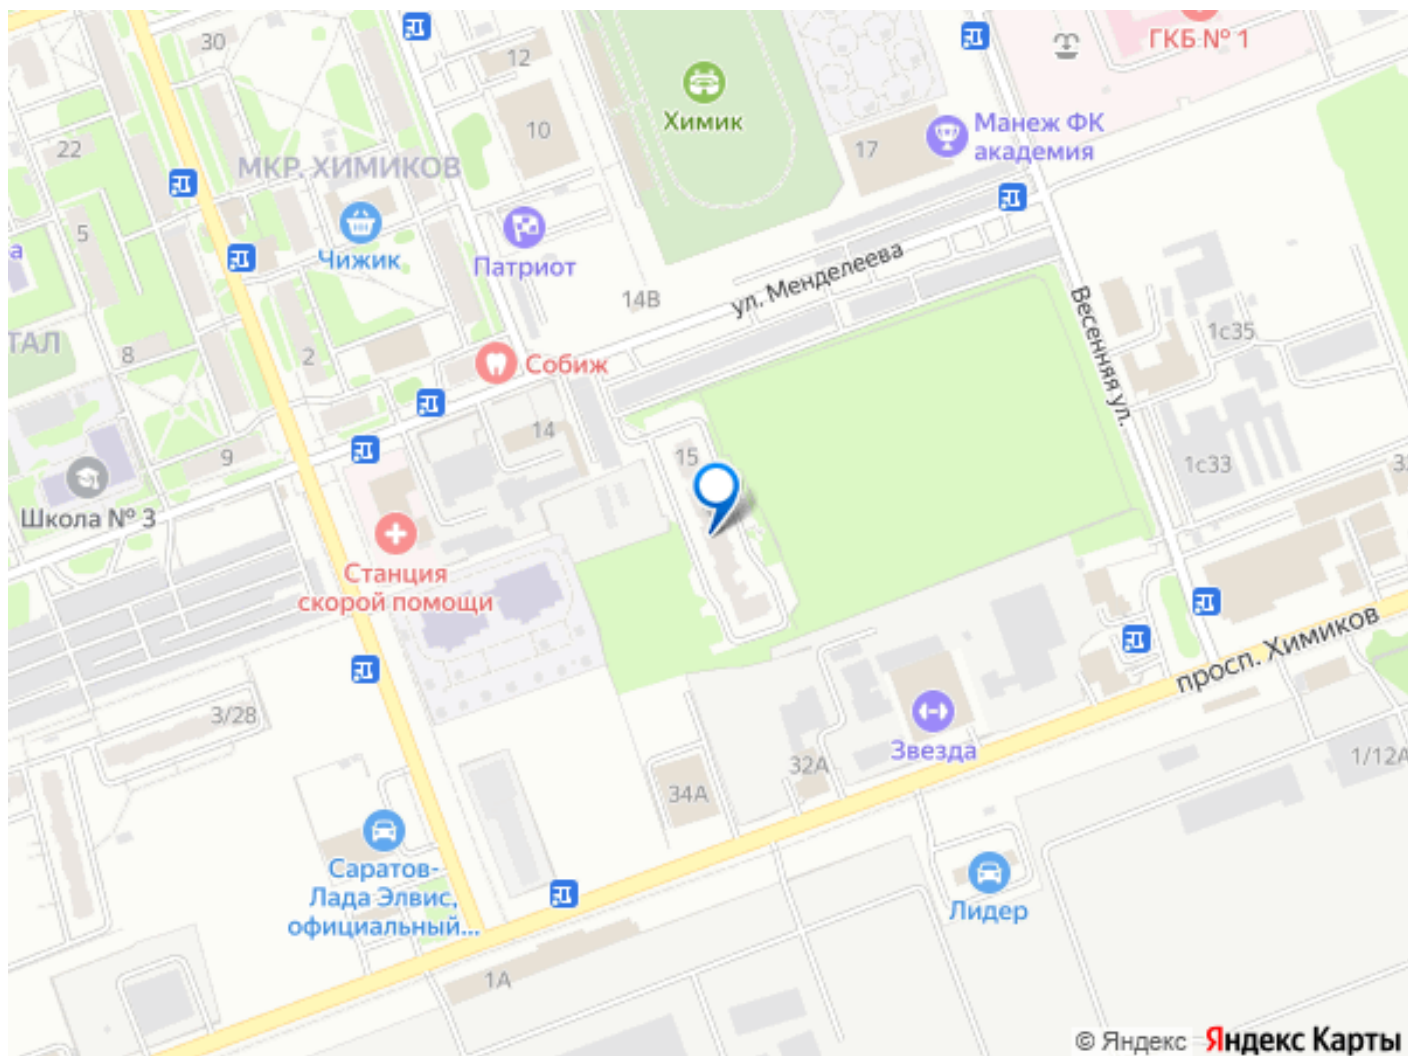 30
12
ГКБ № 1
Химик
10
17
Манеж ФК
академия
22
МКР. ХИМИКОВ
5
а
Чижик
Патриот
ул. Менделеева
14В
Весенняя ул.
1с35
ТАЛ
8
2
Собиж
14
9
15
1с33
Школа № 3
Станция
скорой помощи
просп. Химиков
3/28
Звезда
32А
1/12А
34А
Саратов-
Лада Элвис,
официальный...
Лидер
1А
© Яндекс Яндекс Карты